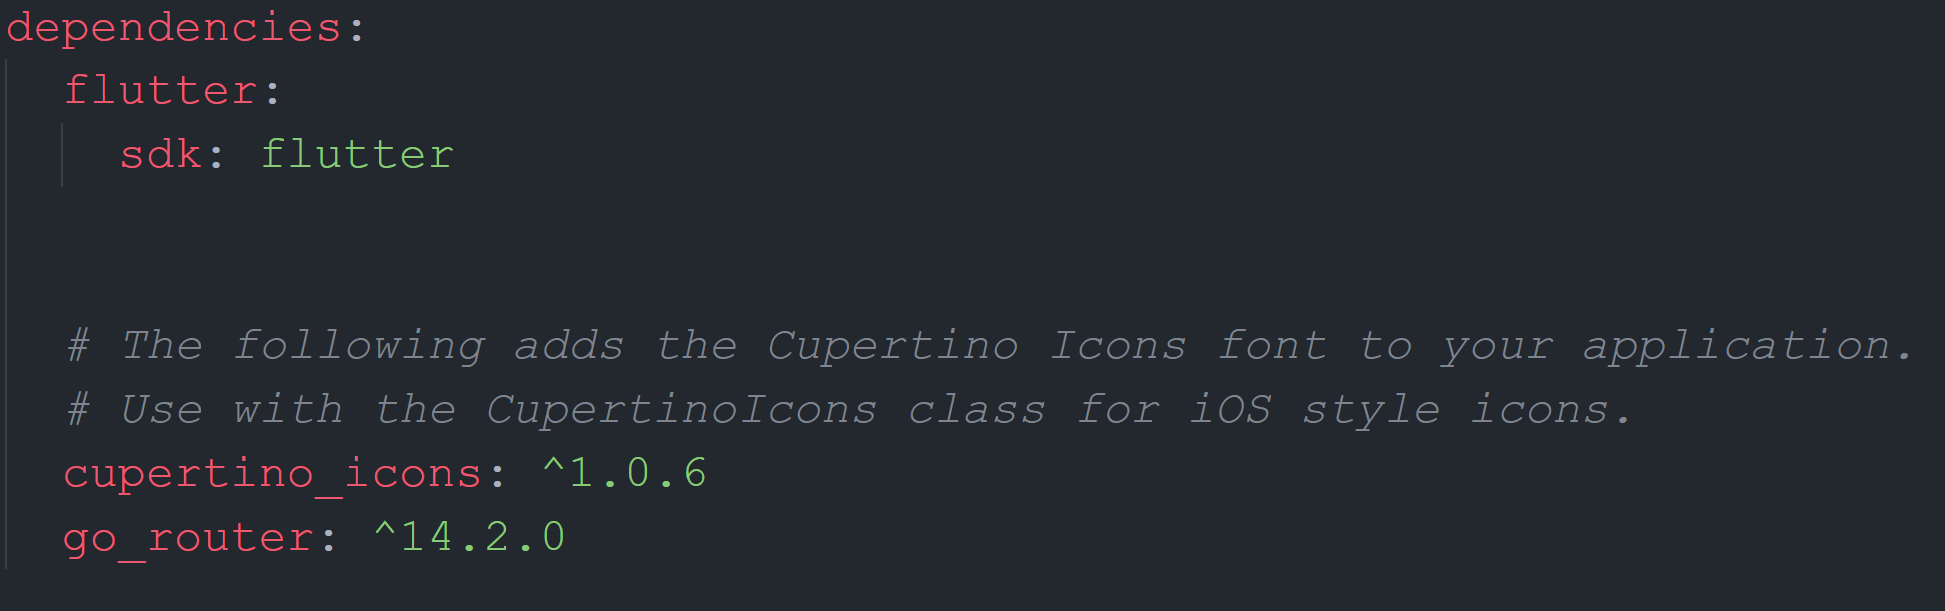 dependencies:
  flutter:
    sdk: flutter
  # The following adds the Cupertino Icons font to your application.
  # Use with the CupertinoIcons class for iOS style icons.
  cupertino_icons: ^1.0.6
  go_router: ^14.2.0